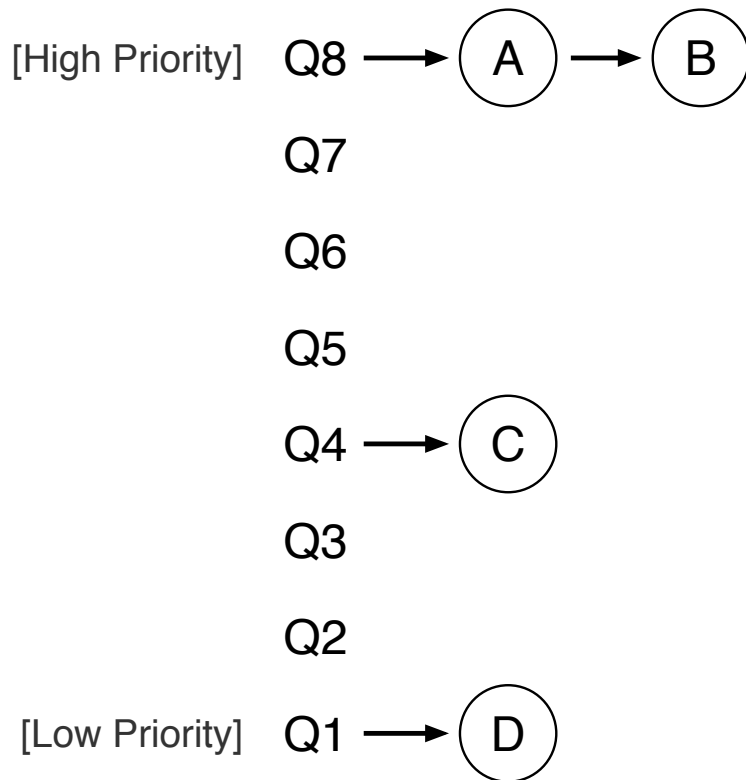 [High Priority] Q8 A B
Q7
Q6
Q5
Q4 C
Q3
Q2
[Low Priority] Q1 D